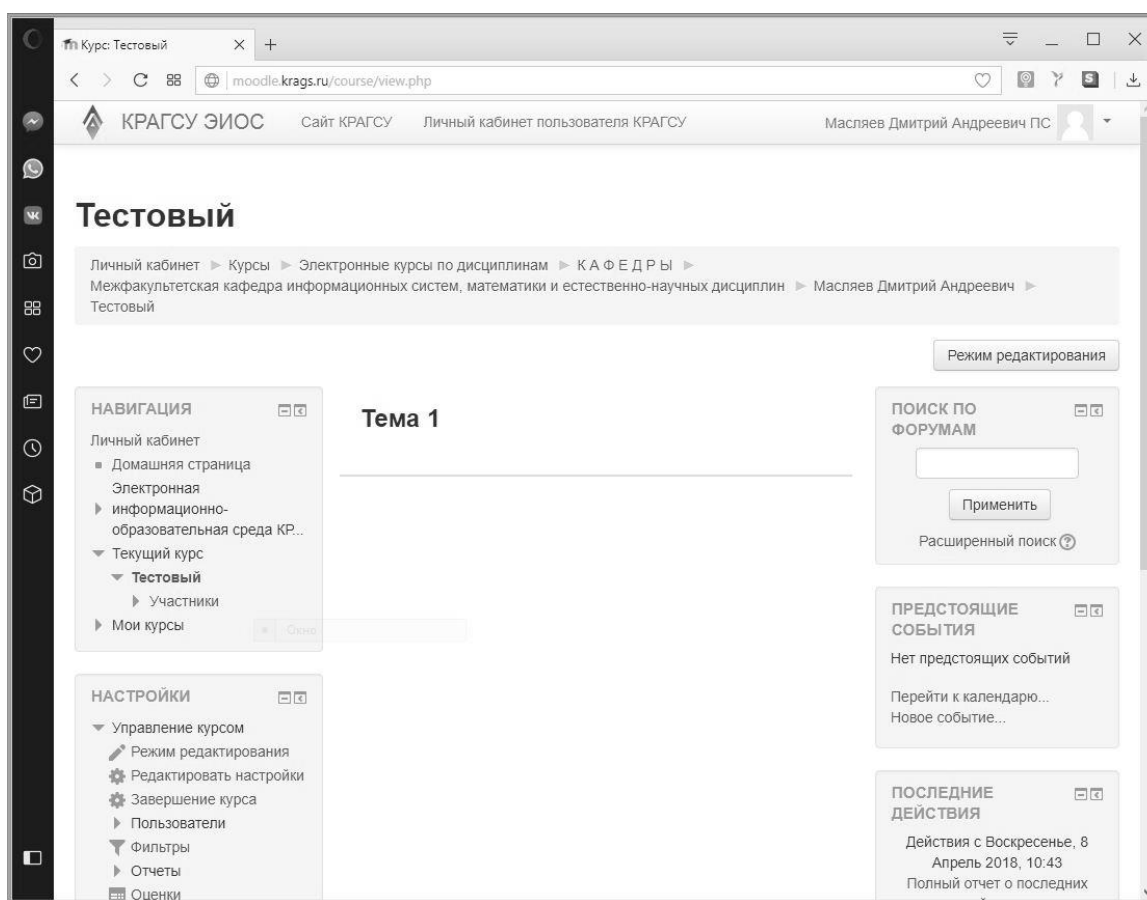 Курс: Тестовый
moodle.krags.ru/course/view.php
КРАГСУ ЭИОС
Сайт КРАГСУ
Личный кабинет пользователя КРАГСУ
Масляев Дмитрий Андреевич ПС
Тестовый
Личный кабинет ► Курсы ► Электронные курсы по дисциплинам ► К А Ф Е Д Р Ы ►
Межфакультетская кафедра информационных систем, математики и естественно-научных дисциплин ► Масляев Дмитрий Андреевич ►
Тестовый
Режим редактирования
НАВИГАЦИЯ
Личный кабинет
Домашняя страница
Электронная
информационно-
образовательная среда КР...
Текущий курс
Тестовый
Участники
Мои курсы
Окно
НАСТРОЙКИ
Управление курсом
Режим редактирования
Редактировать настройки
Завершение курса
Пользователи
Фильтры
Отчеты
Оценки
Тема 1
ПОИСК ПО
ФОРУМАМ
Применить
Расширенный поиск
ПРЕДСТОЯЩИЕ
СОБЫТИЯ
Нет предстоящих событий
Перейти к календарю...
Новое событие...
ПОСЛЕДНИЕ
ДЕЙСТВИЯ
Действия с Воскресенье, 8
Апрель 2018, 10:43
Полный отчет о последних